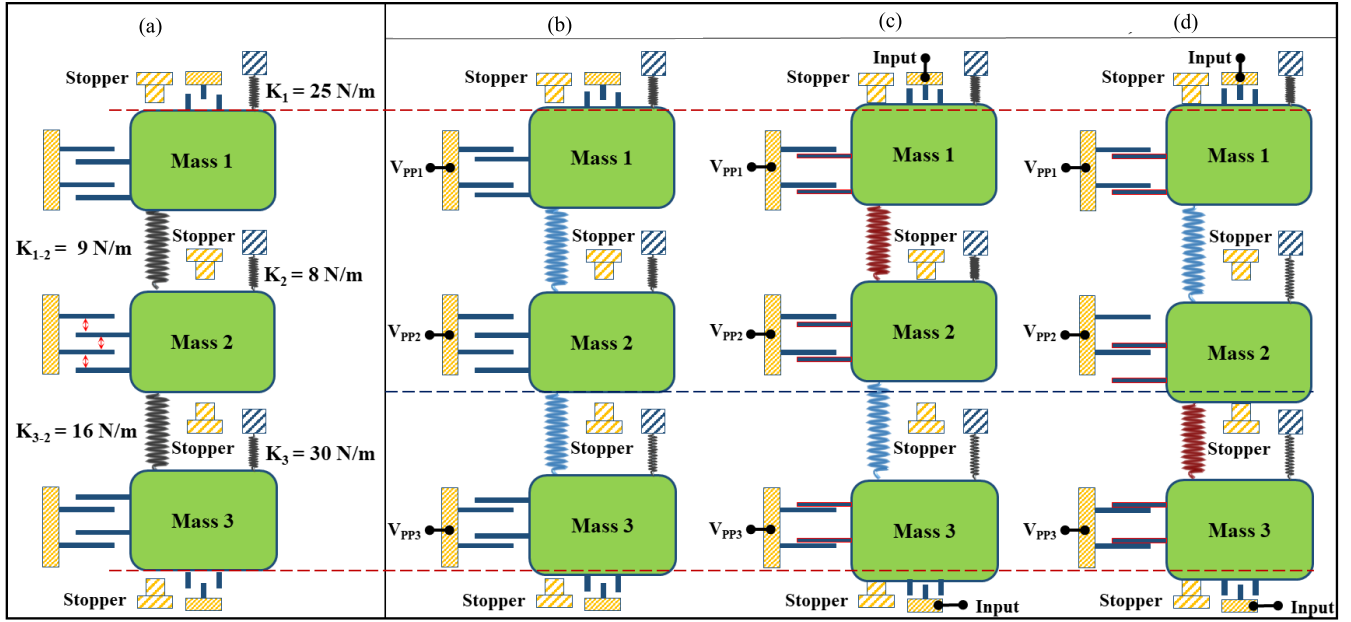 (a)
(b)
(c)
(d)
Stopper
K1 = 25 N/m
Mass 1
K1-2 = 9 N/m
Stopper
K2 = 8 N/m
Mass 2
K3-2 = 16 N/m
Stopper
K3 = 30 N/m
Mass 3
Stopper
Stopper
VPP1
Mass 1
Stopper
VPP2
Mass 2
Stopper
VPP3
Mass 3
Stopper
Input
Stopper
VPP1
Mass 1
Stopper
VPP2
Mass 2
Stopper
VPP3
Mass 3
Stopper
Input
Input
Stopper
VPP1
Mass 1
Stopper
VPP2
Mass 2
Stopper
VPP3
Mass 3
Stopper
Input